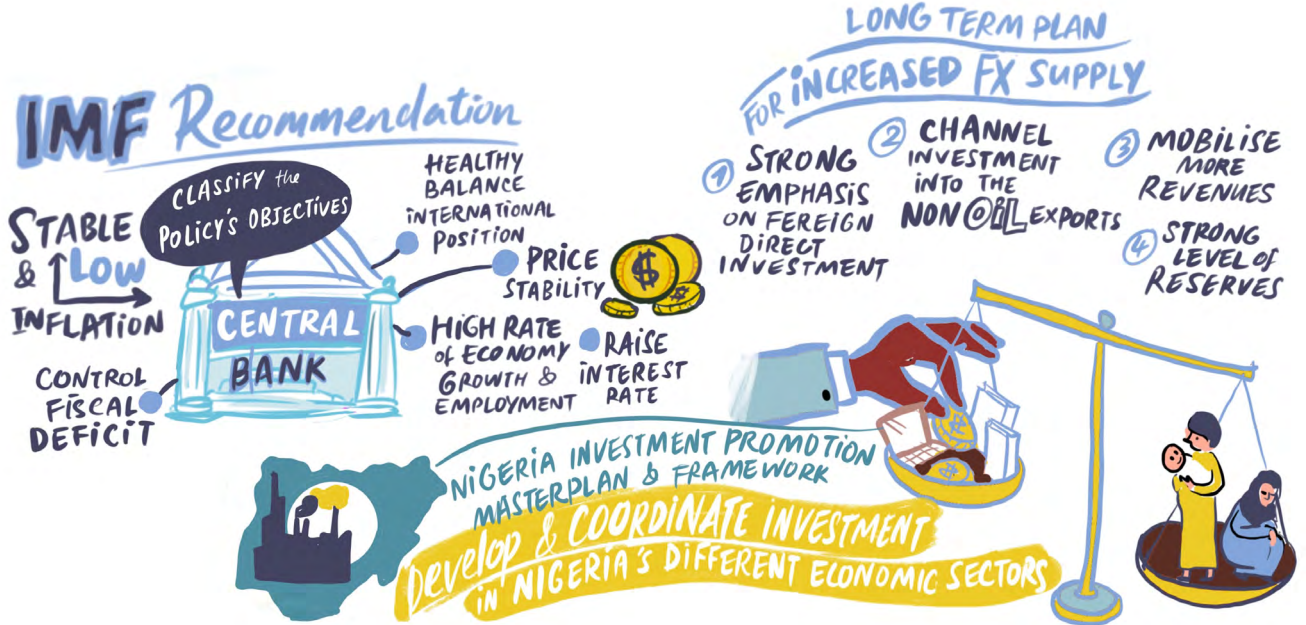 IMF Recommendation
CLASSIFY the
POLICY'S OBJECTIVES
STABLE
& LOW
INFLATION
CONTROL
FISCAL
DEFICIT
CENTRAL
BANK
HEALTHY
BALANCE
INTERNATIONAL
POSITION
PRICE
STABILITY
$
HIGH RATE
of ECONOMY
GROWTH &
EMPLOYMENT
RAISE
INTEREST
RATE
LONG TERM PLAN
FOR INCREASED FX SUPPLY
1 STRONG
EMPHASIS
ON FEREIGN
DIRECT
INVESTMENT
2 CHANNEL
INVESTMENT
INTO THE
NON OIL EXPORTS
3 MOBILISE
MORE
REVENUES
4 STRONG
LEVEL of
RESERVES
NIGERIA INVESTMENT PROMOTION
MASTERPLAN & FRAMEWORK
Develop & COORDINATE INVESTMENT
IN NIGERIA'S DIFFERENT ECONOMIC SECTORS